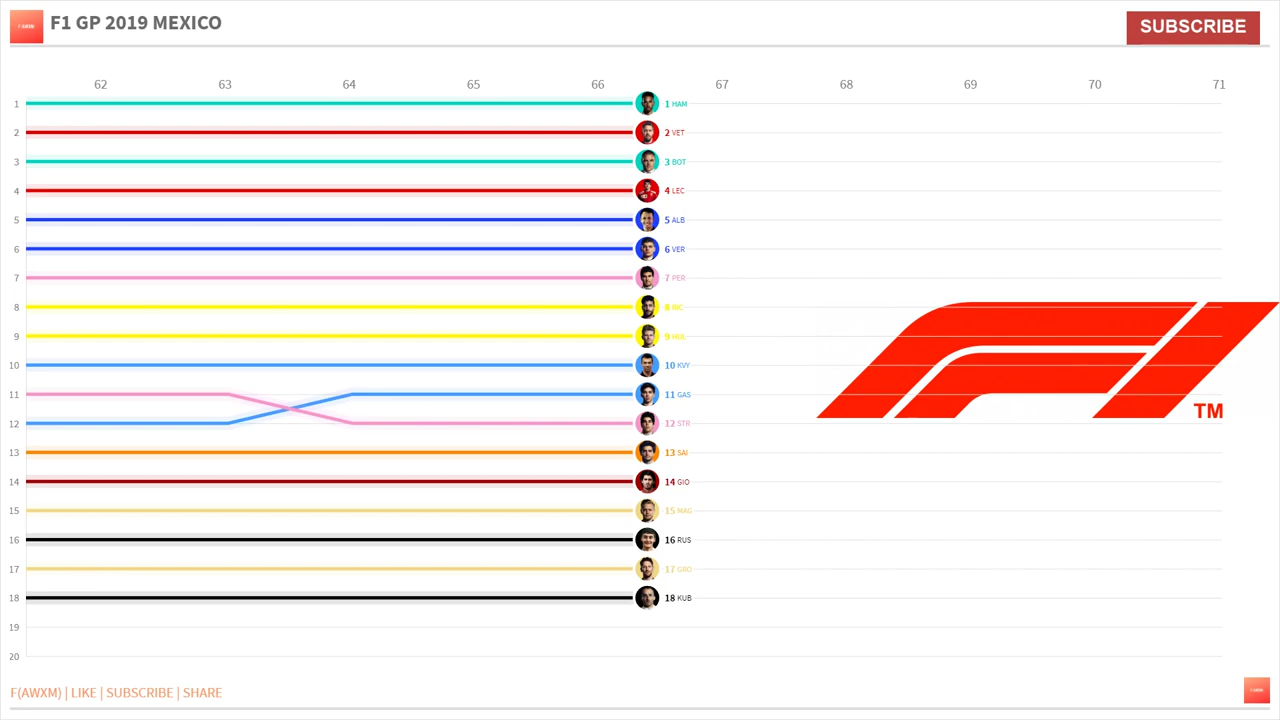 F1 GP 2019 MEXICO
SUBSCRIBE
62 63 64 65 66 67 68 69 70 71
1 1 HAM
2 2 VET
3 3 BOT
4 4 LEC
5 5 ALB
6 6 VER
7 7 PER
8 8 RIC
9 9 HUL
10 10 KVY
11 11 GAS
12 12 STR
13 13 SAI
14 14 GIO
15 15 MAG
16 16 RUS
17 17 GRO
18 18 KUB
19
20
TM
F(AWXM) | LIKE | SUBSCRIBE | SHARE